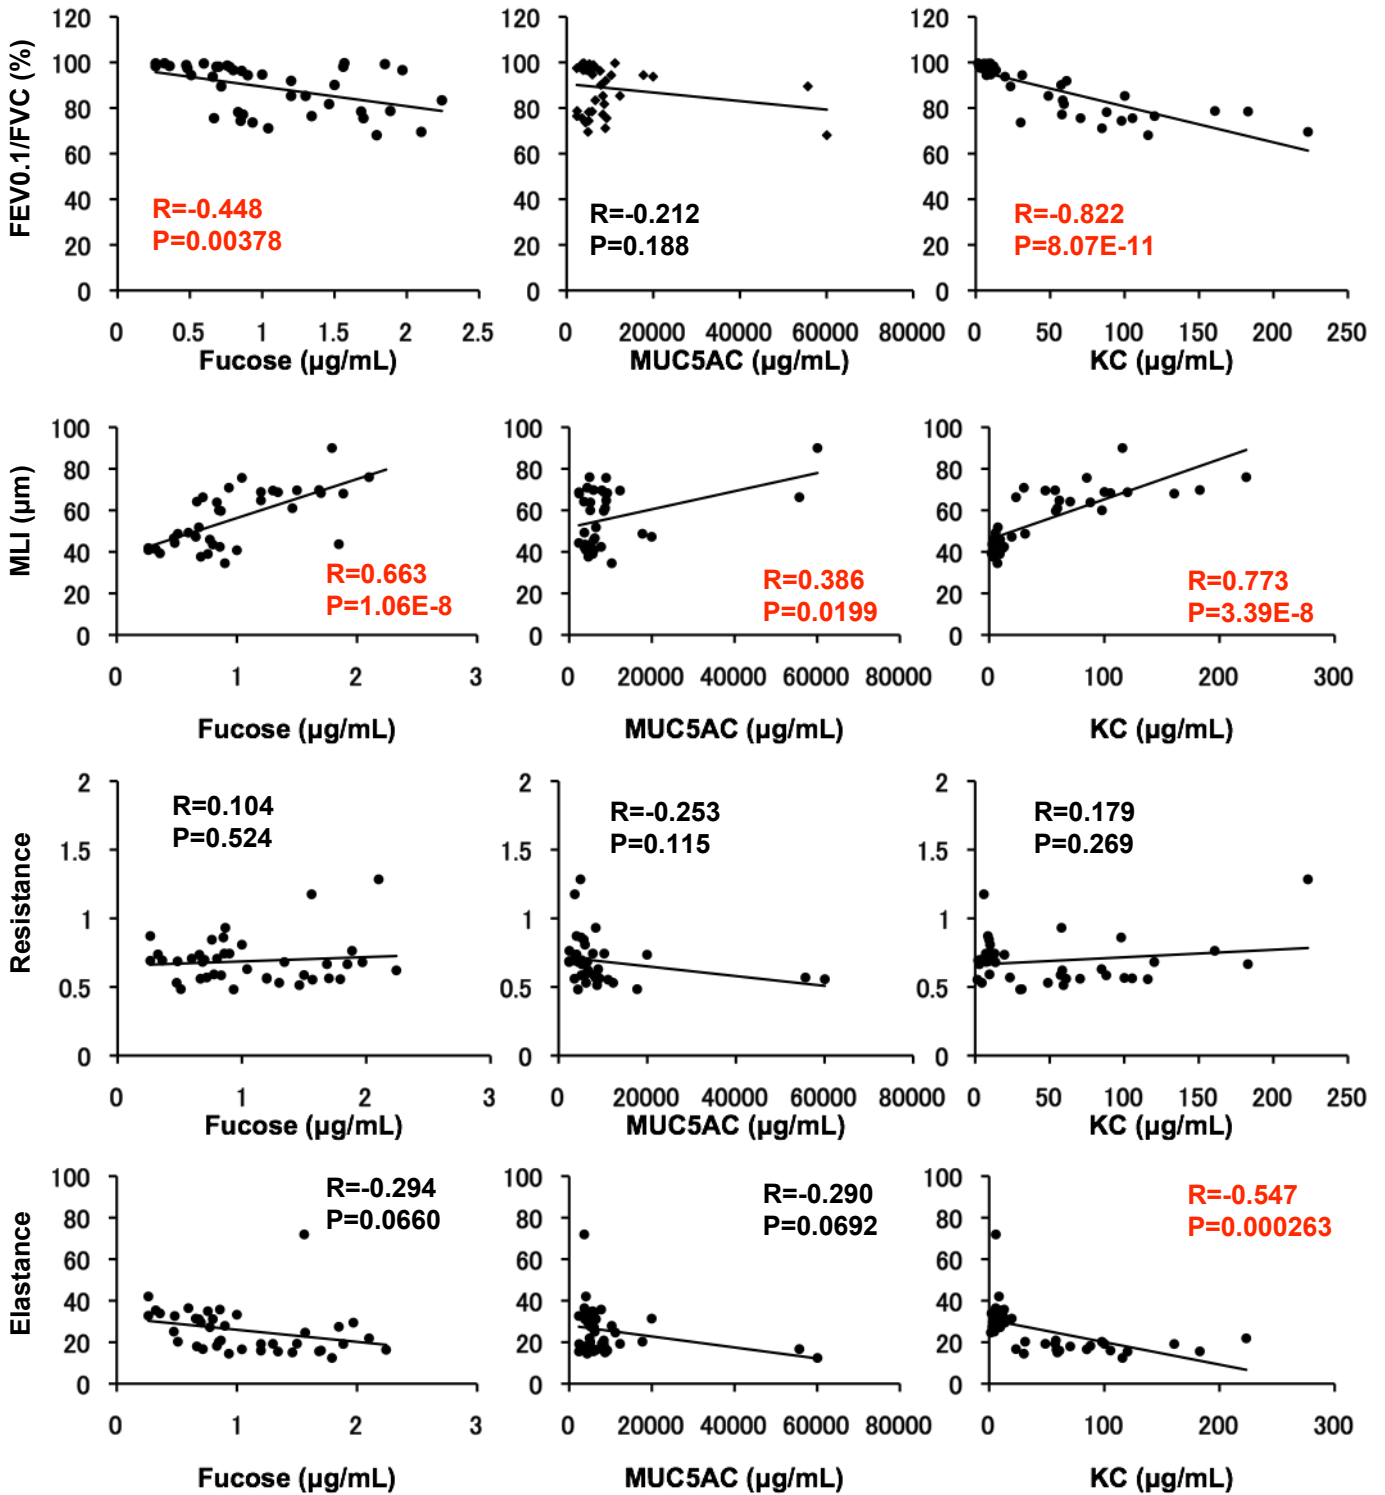 FEV0.1/FVC (%)
120
100
80
60
40
20
0
R=-0.448
P=0.00378
0 0.5 1 1.5 2 2.5
Fucose (µg/mL)
120
100
80
60
40
20
0
R=-0.212
P=0.188
0 20000 40000 60000 80000
MUC5AC (µg/mL)
120
100
80
60
40
20
0
R=-0.822
P=8.07E-11
0 50 100 150 200 250
KC (µg/mL)
MLI (µm)
100
80
60
40
20
0
R=0.663
P=1.06E-8
0 1 2 3
Fucose (µg/mL)
100
80
60
40
20
0
R=0.386
P=0.0199
0 20000 40000 60000 80000
MUC5AC (µg/mL)
100
80
60
40
20
0
R=0.773
P=3.39E-8
0 100 200 300
KC (µg/mL)
Resistance
2
1.5
1
0.5
0
R=0.104
P=0.524
0 1 2 3
Fucose (µg/mL)
2
1.5
1
0.5
0
R=-0.253
P=0.115
0 20000 40000 60000 80000
MUC5AC (µg/mL)
2
1.5
1
0.5
0
R=0.179
P=0.269
0 50 100 150 200 250
KC (µg/mL)
Elastance
100
80
60
40
20
0
R=-0.294
P=0.0660
0 1 2 3
Fucose (µg/mL)
100
80
60
40
20
0
R=-0.290
P=0.0692
0 20000 40000 60000 80000
MUC5AC (µg/mL)
100
80
60
40
20
0
R=-0.547
P=0.000263
0 100 200 300
KC (µg/mL)